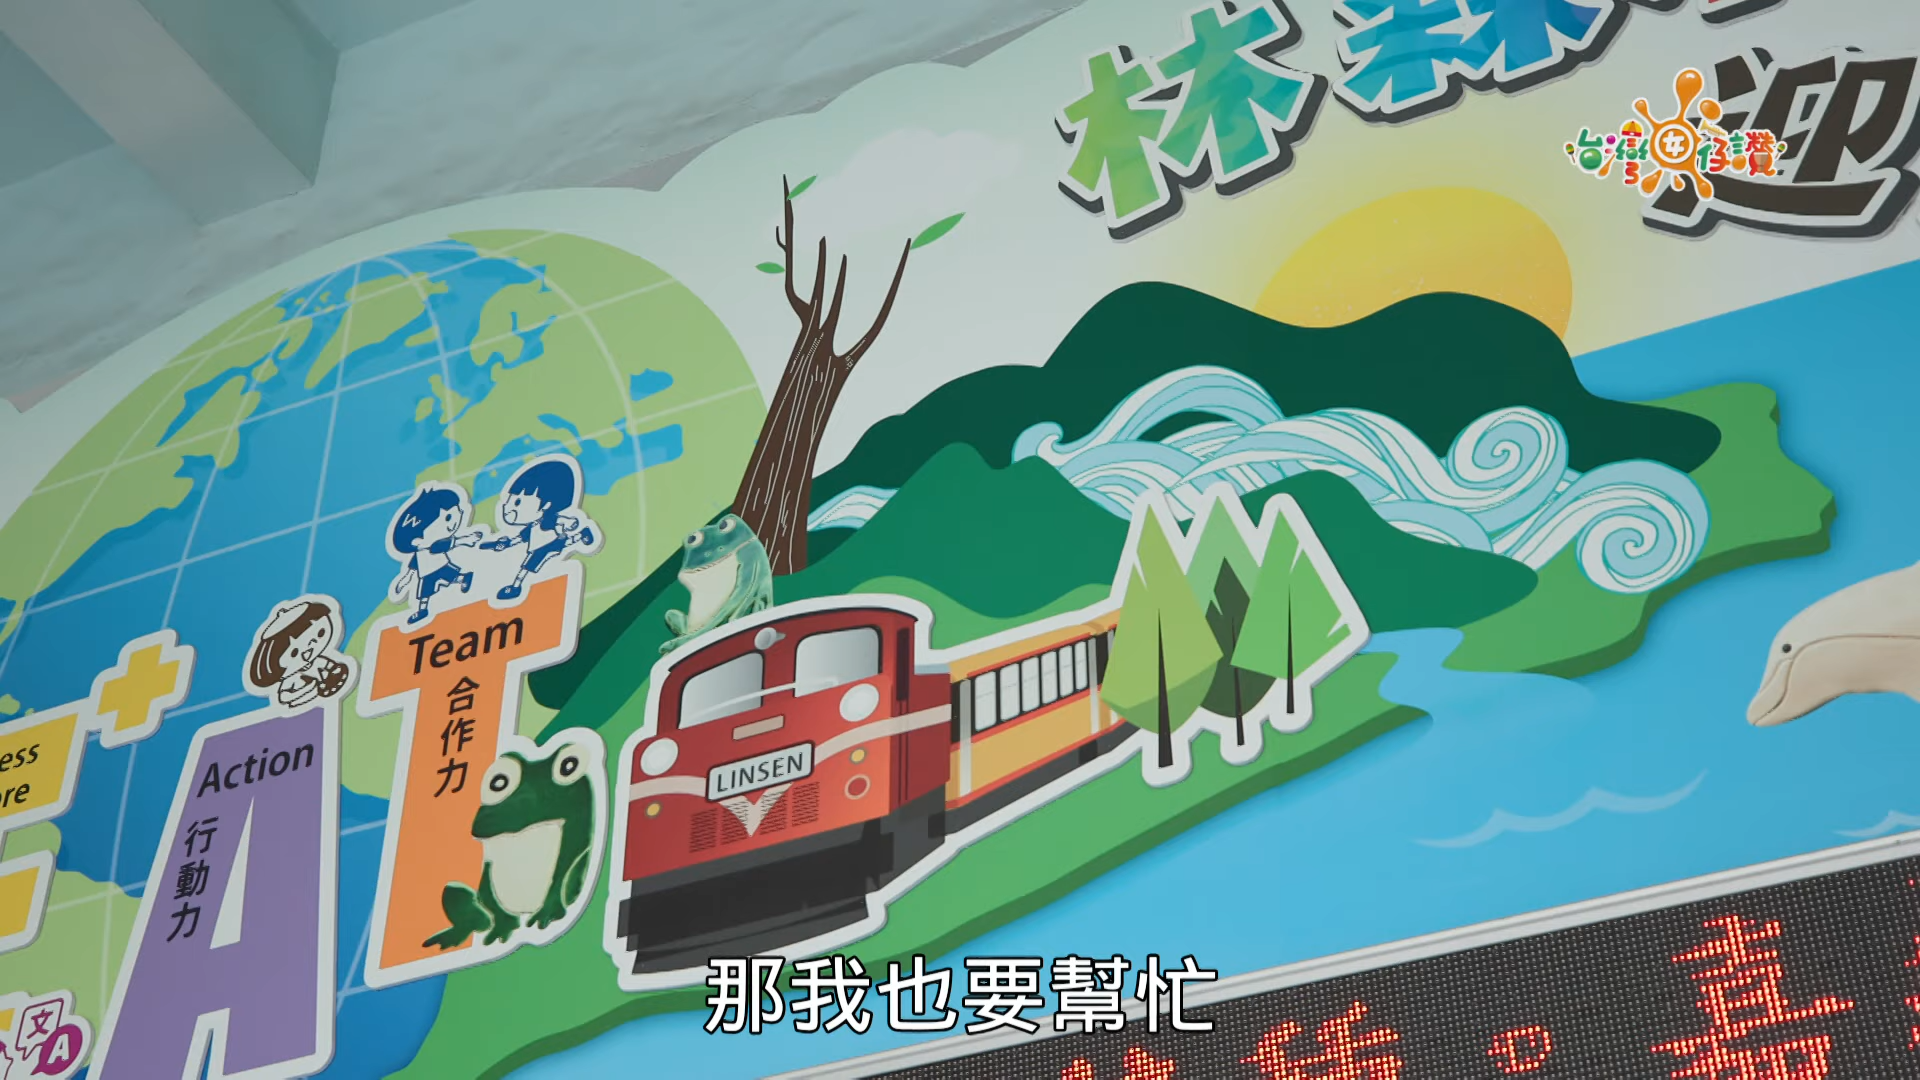 林森
迎
台灣囡仔讚
Team
合作力
Action
行動力
ess
re
LINSEN
文
A
那我也要幫忙